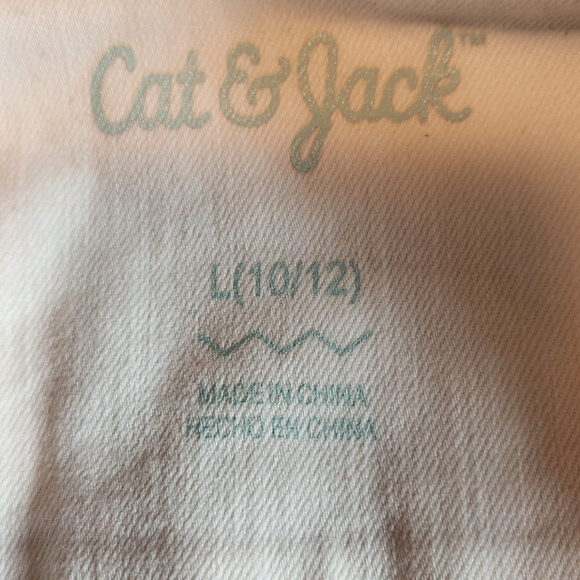 Cat & Jack™
L(10/12)
MADE IN CHINA
HECHO EN CHINA